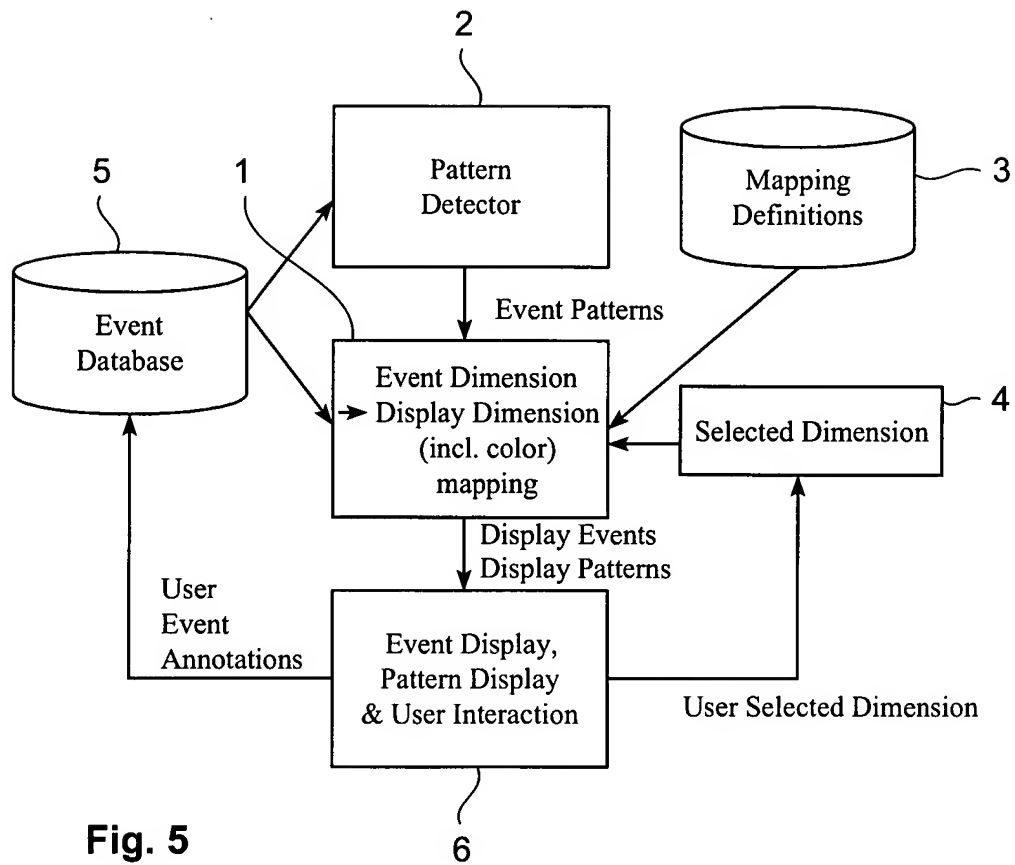 2
5
1
3
Pattern
Detector
Mapping
Definitions
Event
Database
Event Patterns
Event Dimension
→ Display Dimension
(incl. color)
mapping
4
Selected Dimension
Display Events
Display Patterns
User
Event
Annotations
Event Display,
Pattern Display
& User Interaction
User Selected Dimension
Fig. 5
6